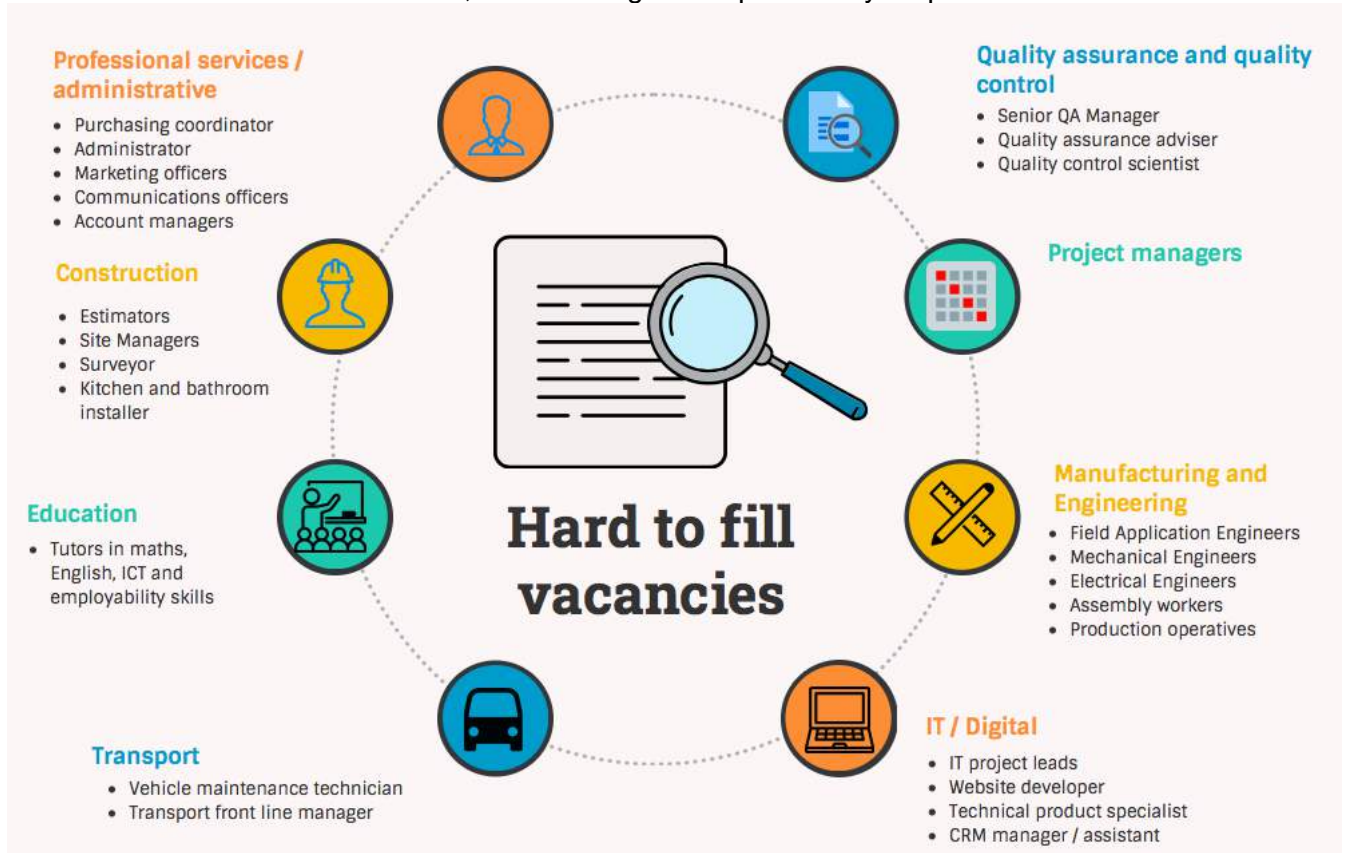 Professional services /
administrative
• Purchasing coordinator
• Administrator
• Marketing officers
• Communications officers
• Account managers
Quality assurance and quality
control
• Senior QA Manager
• Quality assurance adviser
• Quality control scientist
Construction
• Estimators
• Site Managers
• Surveyor
• Kitchen and bathroom
installer
Project managers
Education
• Tutors in maths,
English, ICT and
employability skills
Hard to fill
vacancies
Manufacturing and
Engineering
• Field Application Engineers
• Mechanical Engineers
• Electrical Engineers
• Assembly workers
• Production operatives
Transport
• Vehicle maintenance technician
• Transport front line manager
IT / Digital
• IT project leads
• Website developer
• Technical product specialist
• CRM manager / assistant